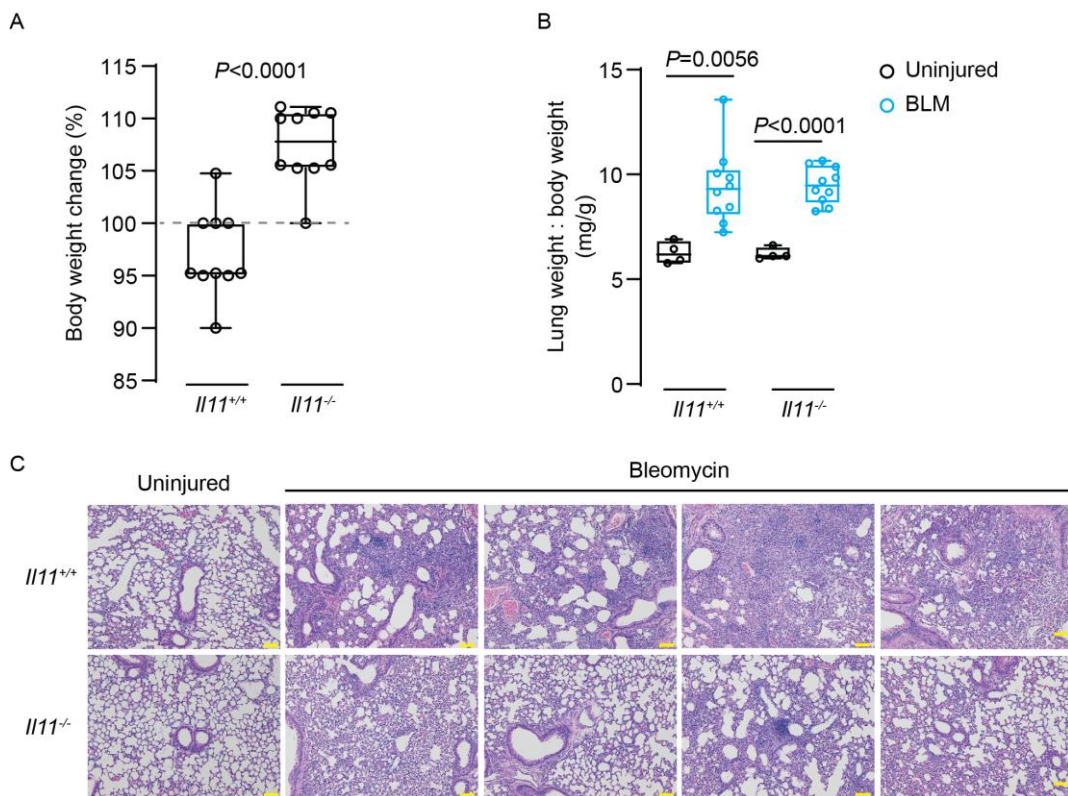 A
Body weight change (%)
115
110
105
100
95
90
85
P<0.0001
Il11+/+
Il11-/-
B
Lung weight : body weight
(mg/g)
15
10
5
0
P=0.0056
P<0.0001
Il11+/+
Il11-/-
Uninjured
BLM
C
Uninjured
Bleomycin
Il11+/+
Il11-/-